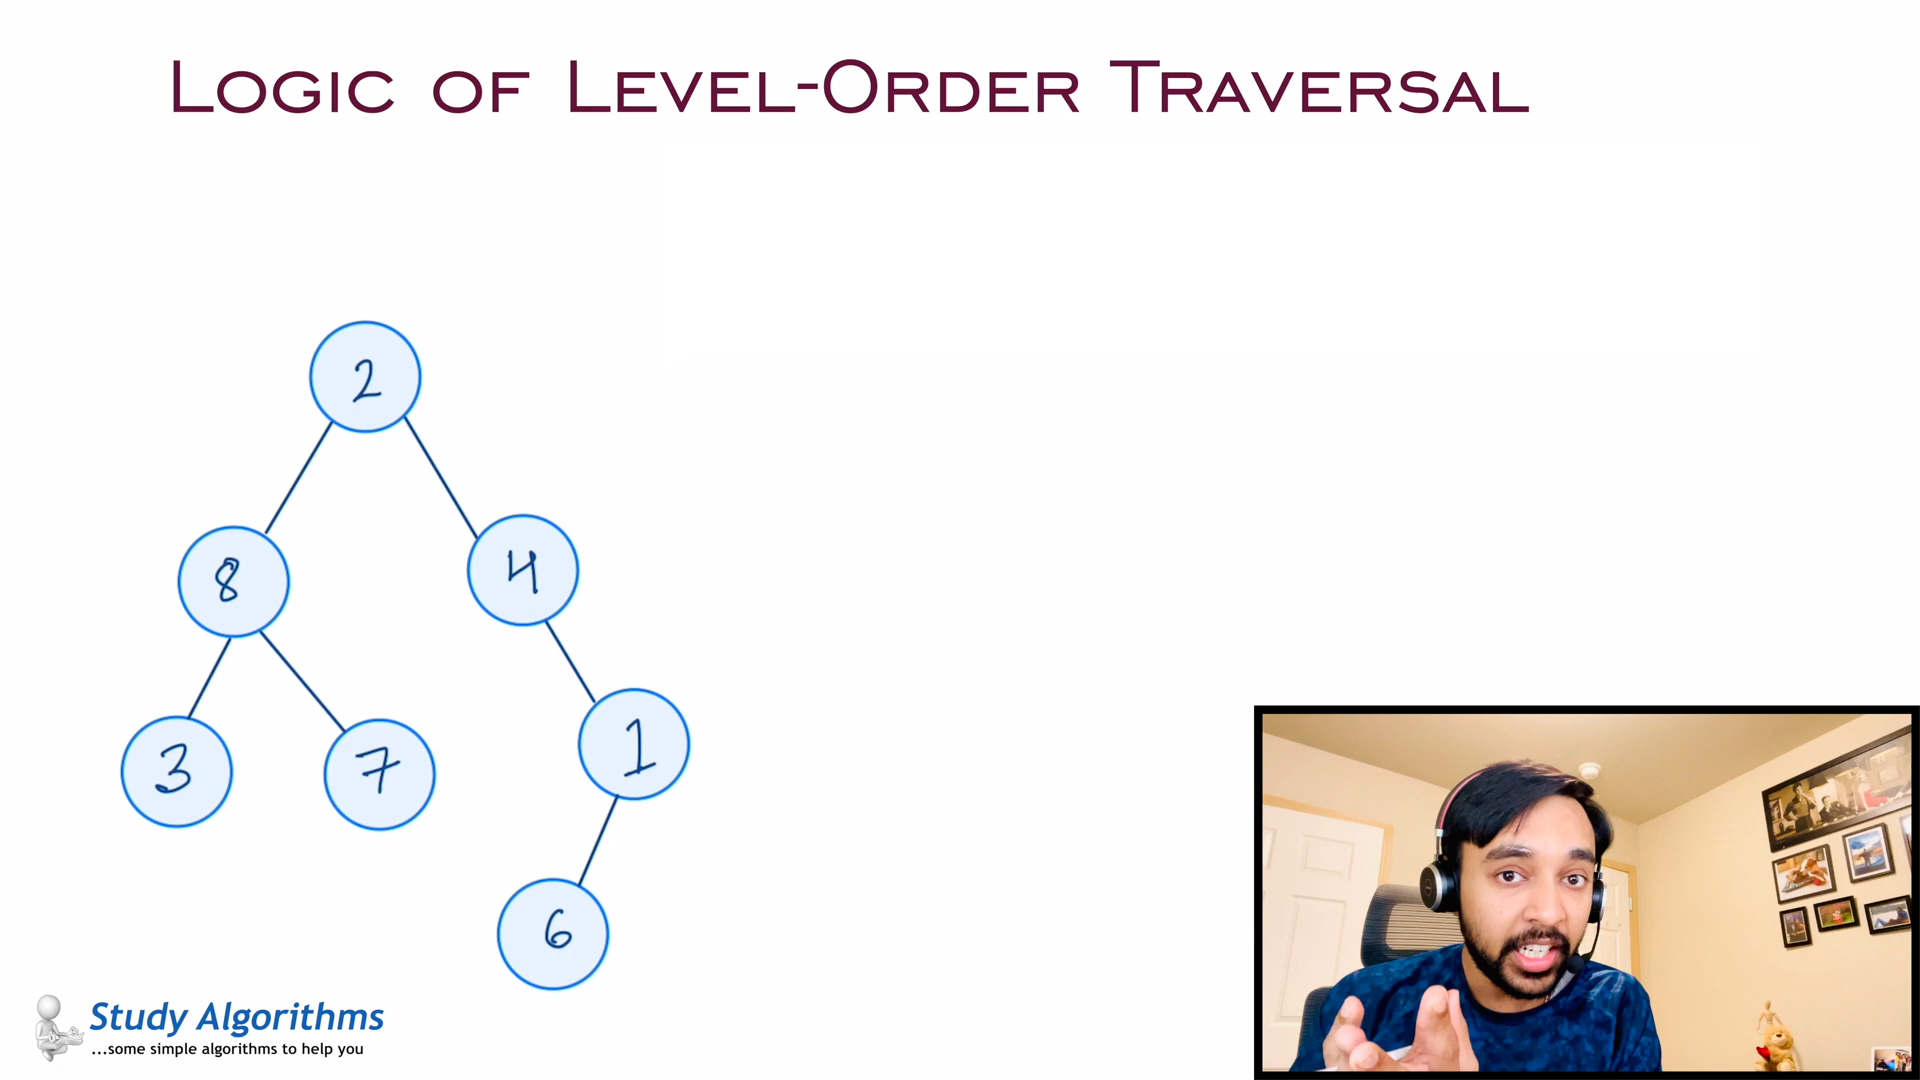 Logic of Level-Order Traversal
2
8
4
3
7
1
6
Study Algorithms
...some simple algorithms to help you